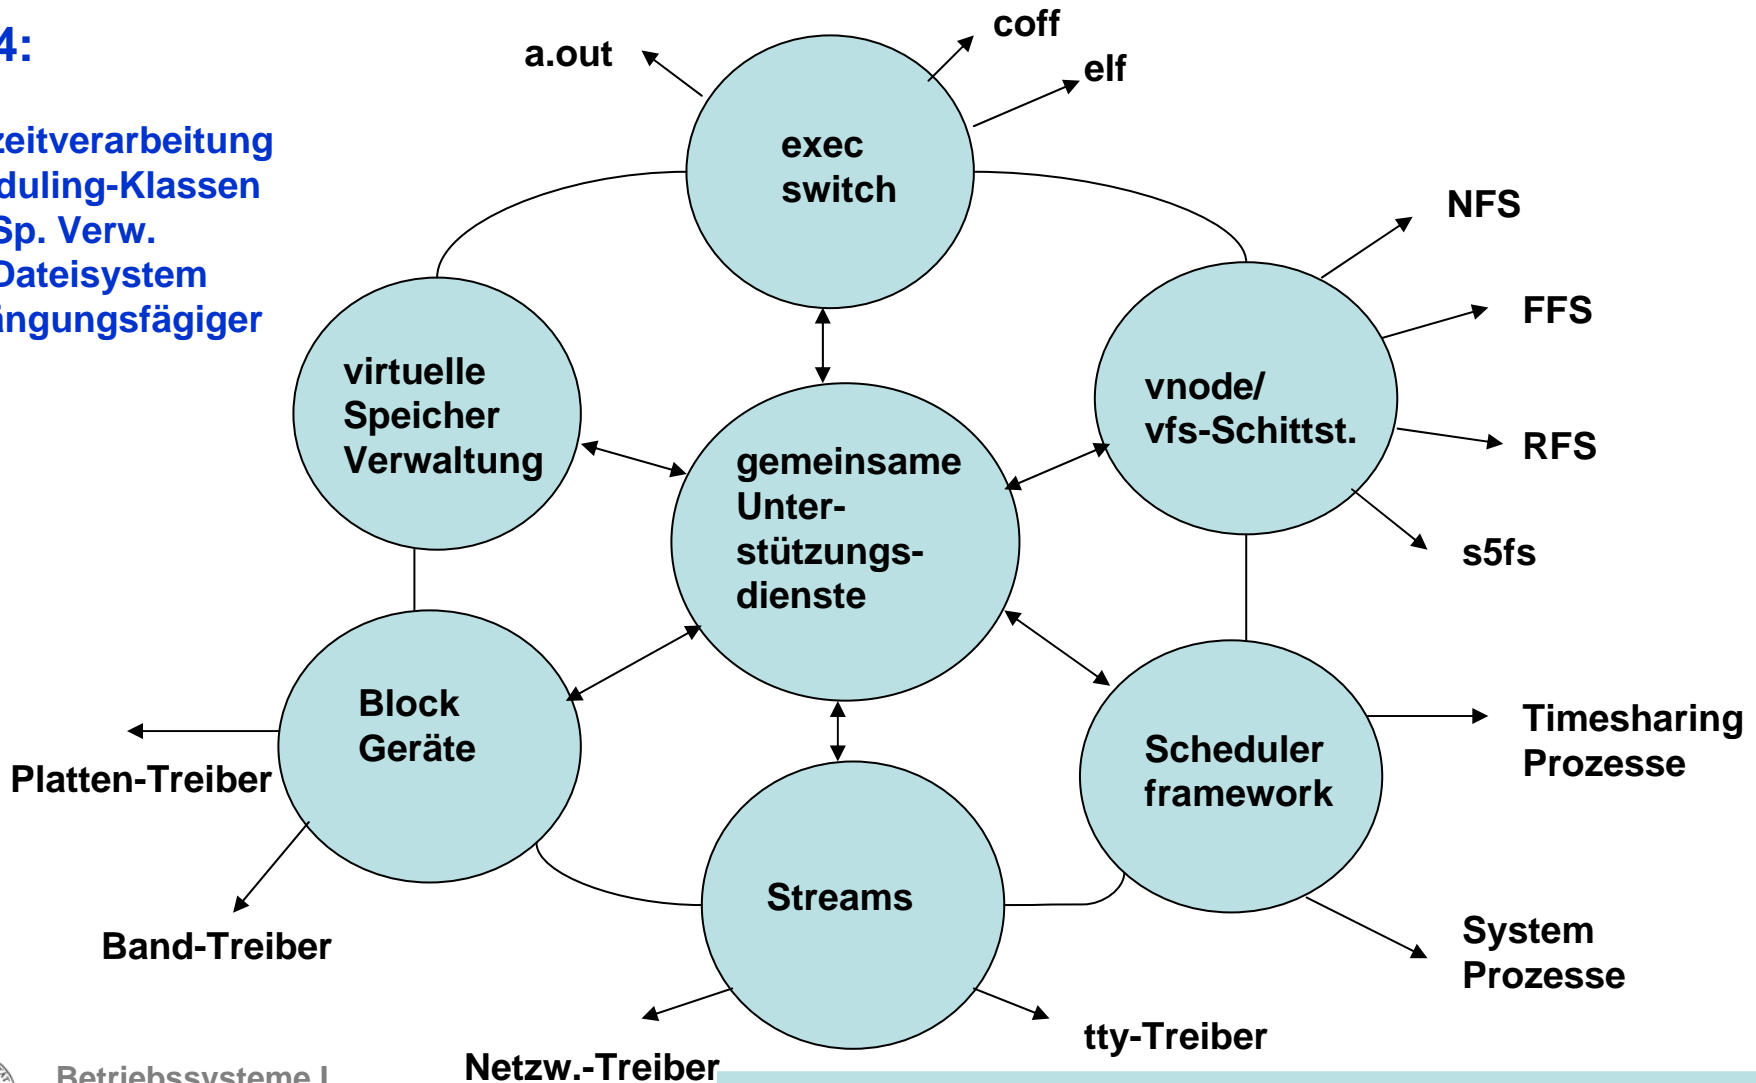 4:
zeitverarbeitung
duling-Klassen
Sp. Verw.
Dateisystem
ängungsfägiger
a.out
coff
elf
exec
switch
NFS
FFS
RFS
s5fs
virtuelle
Speicher
Verwaltung
vnode/
vfs-Schittst.
gemeinsame
Unter-
stützungs-
dienste
Block
Geräte
Platten-Treiber
Band-Treiber
Scheduler
framework
Timesharing
Prozesse
System
Prozesse
Streams
Netzw.-Treiber
tty-Treiber
Betriebssysteme I